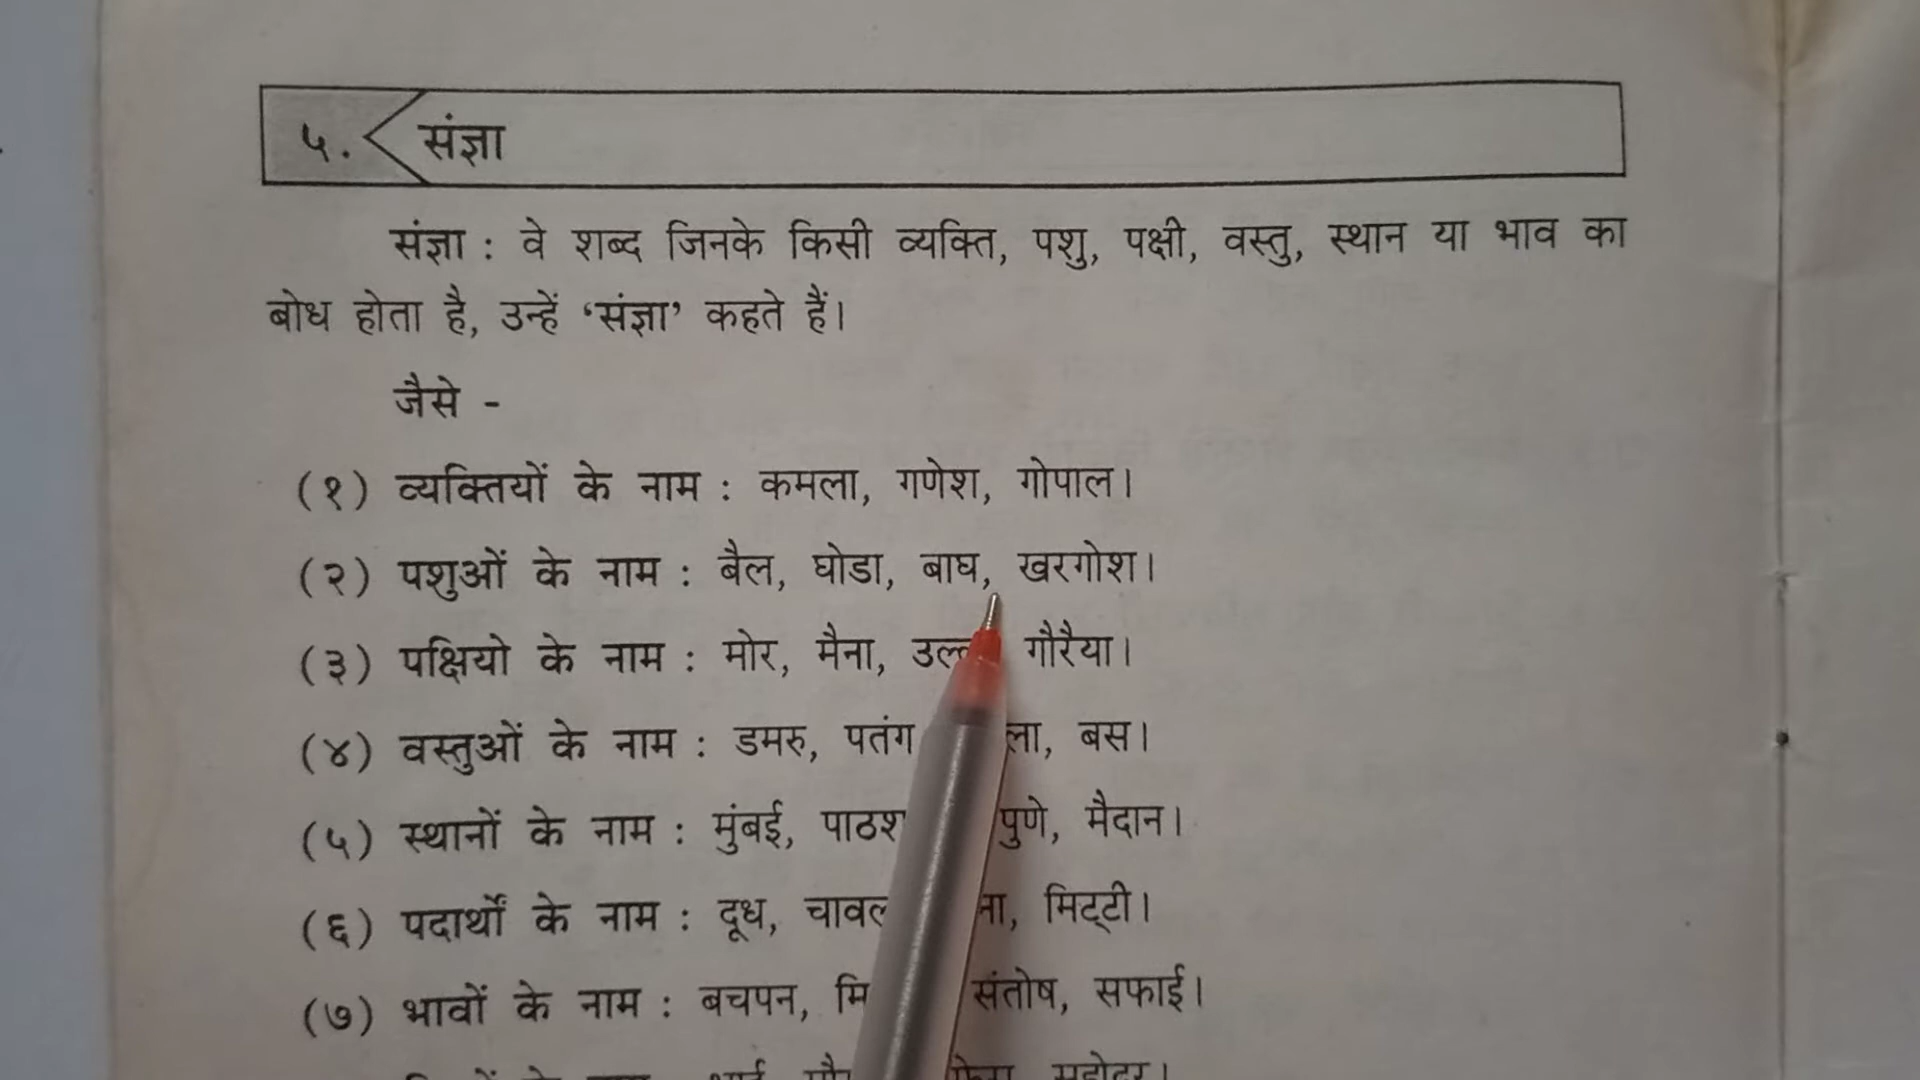 ५. संज्ञा
संज्ञा : वे शब्द जिनके किसी व्यक्ति, पशु, पक्षी, वस्तु, स्थान या भाव का
बोध होता है, उन्हें ‘संज्ञा’ कहते हैं।
जैसे -
(१) व्यक्तियों के नाम : कमला, गणेश, गोपाल।
(२) पशुओं के नाम : बैल, घोडा, बाघ, खरगोश।
(३) पक्षियो के नाम : मोर, मैना, गौरैया।
(४) वस्तुओं के नाम : डमरु, पतंग बस।
(५) स्थानों के नाम : मुंबई, पुणे, मैदान।
(६) पदार्थों के नाम : दूध, मिट्टी।
(७) भावों के नाम : बचपन, संतोष, सफाई।